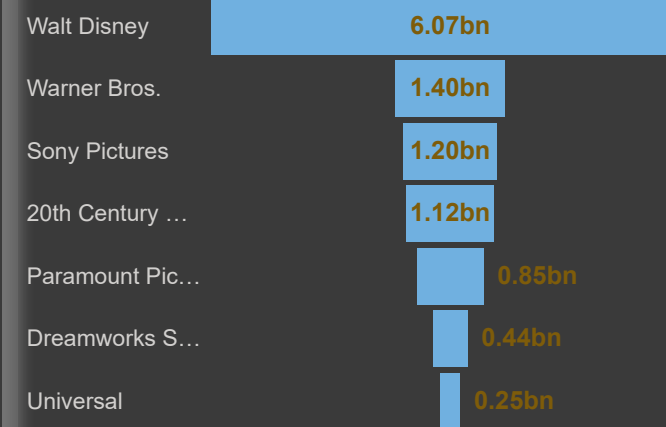 Walt Disney 6.07bn
Warner Bros. 1.40bn
Sony Pictures 1.20bn
20th Century … 1.12bn
Paramount Pic… 0.85bn
Dreamworks S… 0.44bn
Universal 0.25bn